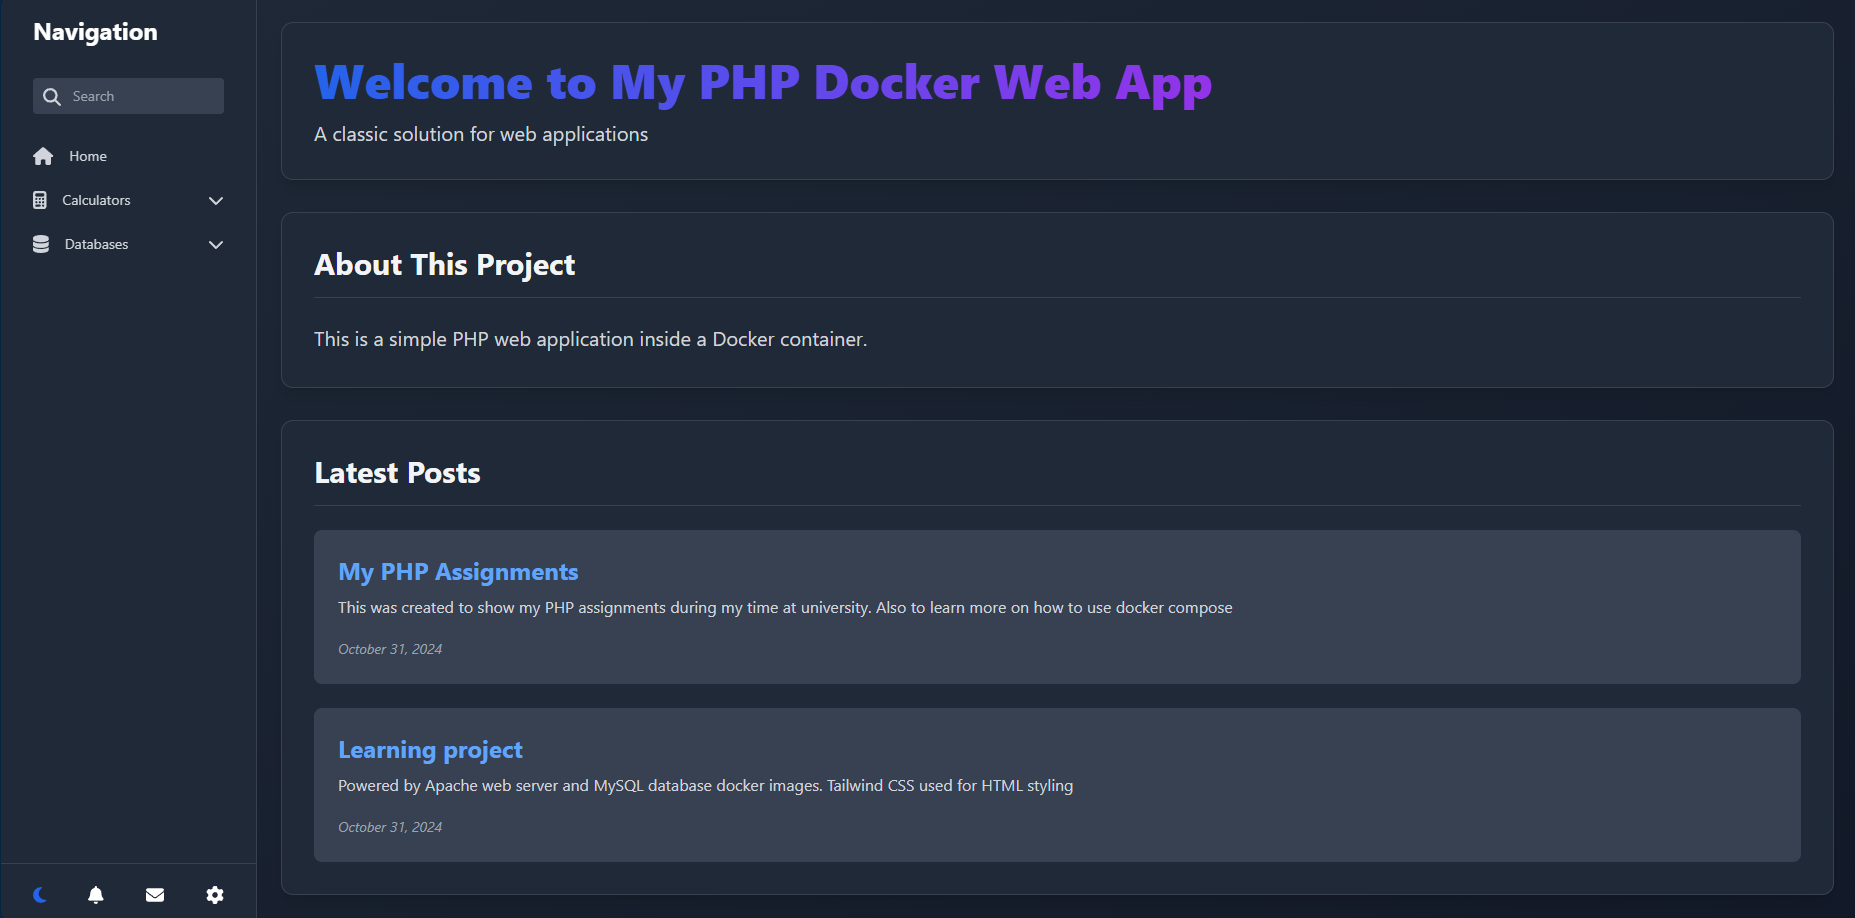 Navigation
Search
Home
Calculators
Databases
Welcome to My PHP Docker Web App
A classic solution for web applications
About This Project
This is a simple PHP web application inside a Docker container.
Latest Posts
My PHP Assignments
This was created to show my PHP assignments during my time at university. Also to learn more on how to use docker compose
October 31, 2024
Learning project
Powered by Apache web server and MySQL database docker images. Tailwind CSS used for HTML styling
October 31, 2024